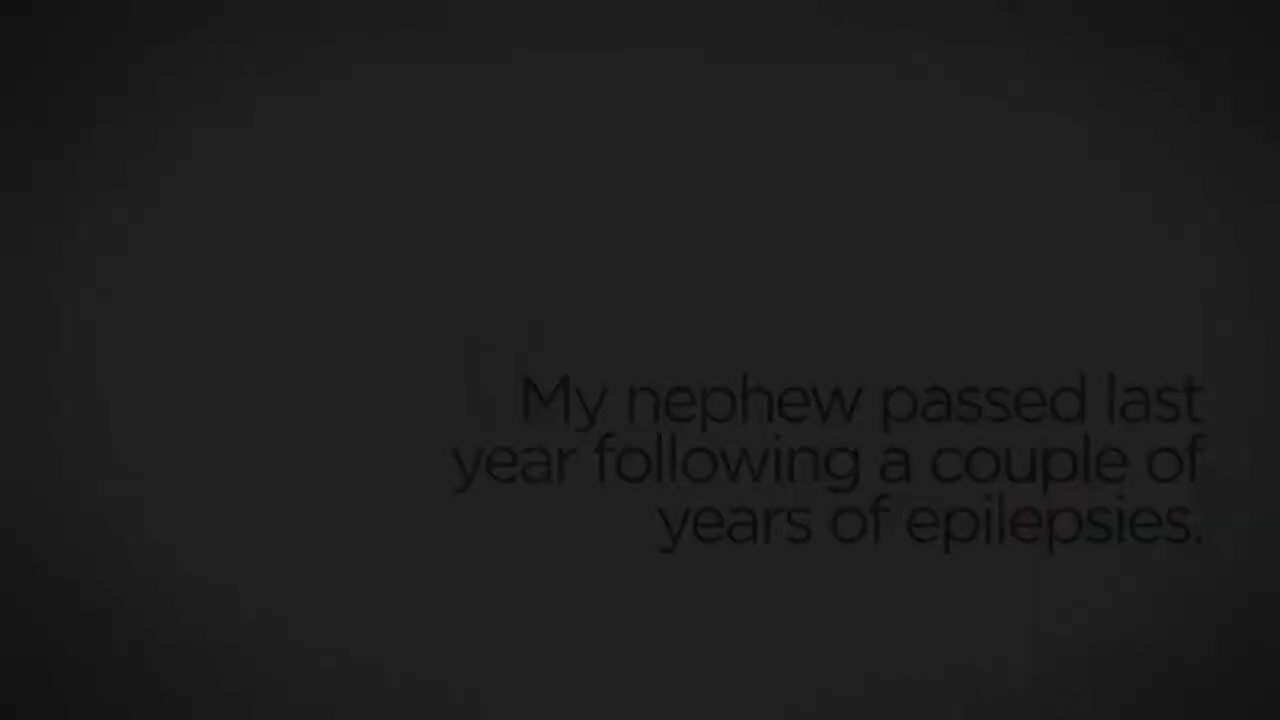 My nephew passed last
year following a couple of
years of epilepsies.